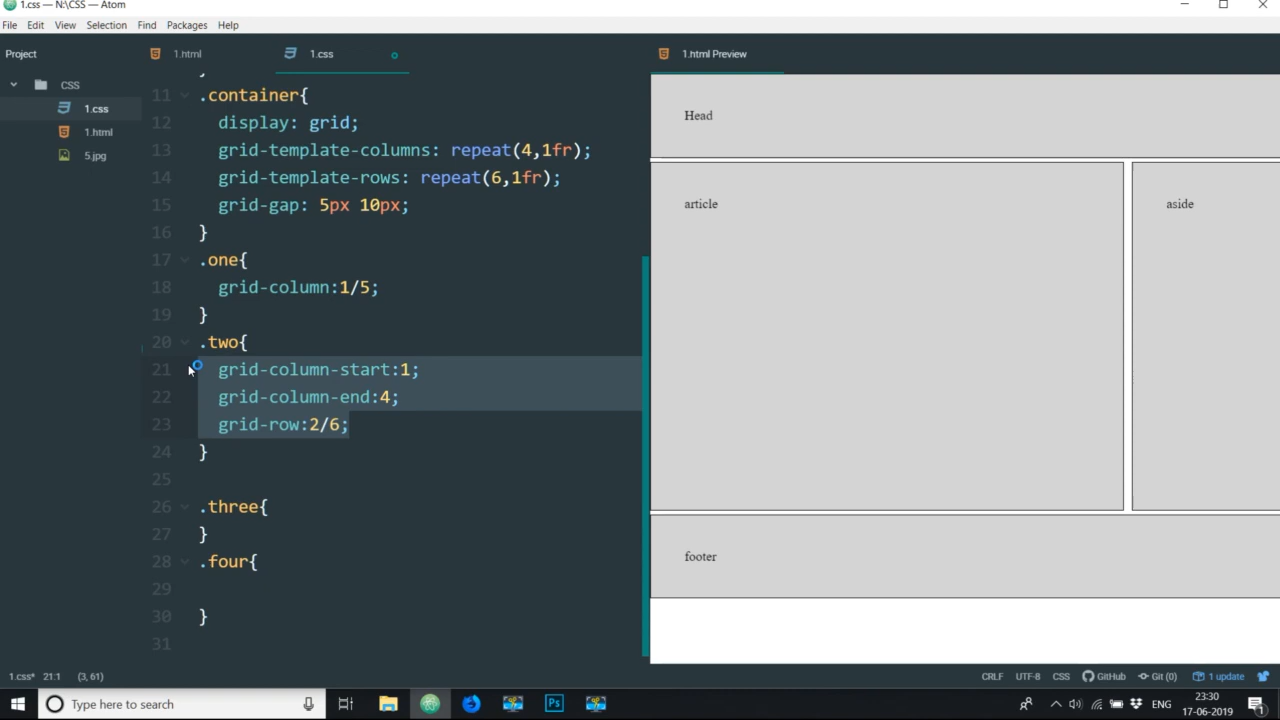 1.css — N:\CSS — Atom
File Edit View Selection Find Packages Help
Project
1.html
1.css
1.html Preview
CSS
1.css
1.html
5.jpg
}
11 .container{
12 display: grid;
13 grid-template-columns: repeat(4,1fr);
14 grid-template-rows: repeat(6,1fr);
15 grid-gap: 5px 10px;
16 }
17 .one{
18 grid-column:1/5;
19 }
20 .two{
21 grid-column-start:1;
22 grid-column-end:4;
23 grid-row:2/6;
24 }
25
26 .three{
27 }
28 .four{
29
30 }
31
Head
article
aside
footer
1.css* 21:1 (3, 61)
CRLF UTF-8 CSS GitHub Git (0) 1 update
Type here to search
Ps
ENG
23:30
17-06-2019
1